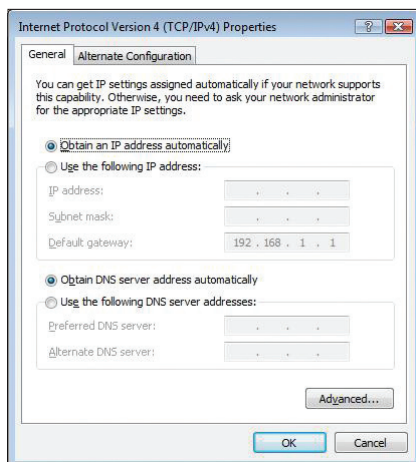 Internet Protocol Version 4 (TCP/IPv4) Properties
General Alternate Configuration
You can get IP settings assigned automatically if your network supports
this capability. Otherwise, you need to ask your network administrator
for the appropriate IP settings.
Obtain an IP address automatically
Use the following IP address:
IP address: . . .
Subnet mask: . . .
Default gateway: 192 . 168 . 1 . 1
Obtain DNS server address automatically
Use the following DNS server addresses:
Preferred DNS server: . . .
Alternate DNS server: . . .
Advanced...
OK Cancel